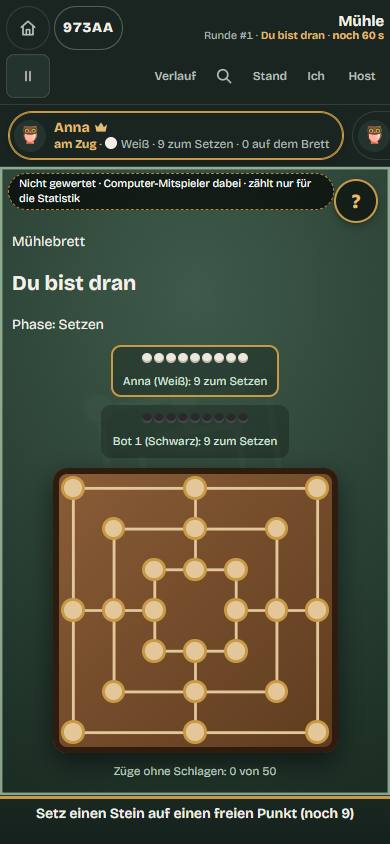 973AA
Mühle
Runde #1 · Du bist dran · noch 60 s
Verlauf
Stand
Ich
Host
Anna
am Zug · Weiß · 9 zum Setzen · 0 auf dem Brett
Nicht gewertet · Computer-Mitspieler dabei · zählt nur für
die Statistik
?
Mühlebrett
Du bist dran
Phase: Setzen
Anna (Weiß): 9 zum Setzen
Bot 1 (Schwarz): 9 zum Setzen
Züge ohne Schlagen: 0 von 50
Setz einen Stein auf einen freien Punkt (noch 9)